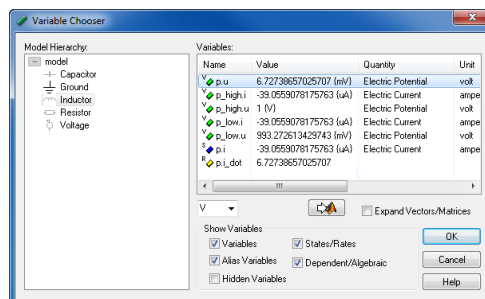 Variable Chooser
Model Hierarchy:
model
Capacitor
Ground
Inductor
Resistor
Voltage
Variables:
Name Value Quantity Unit
V p.u 6.72738657025707 {mV} Electric Potential volt
V p_high.i -39.0559078175763 {uA} Electric Current ampe
V p_high.u 1 {V} Electric Potential volt
V p_low.i -39.0559078175763 {uA} Electric Current ampe
V p_low.u 993.272613429743 {mV} Electric Potential volt
S p.i -39.0559078175763 {uA} Electric Current ampe
R p.i_dot 6.72738657025707
V
Expand Vectors/Matrices
Show Variables
Variables States/Rates
Alias Variables Dependent/Algebraic
Hidden Variables
OK
Cancel
Help